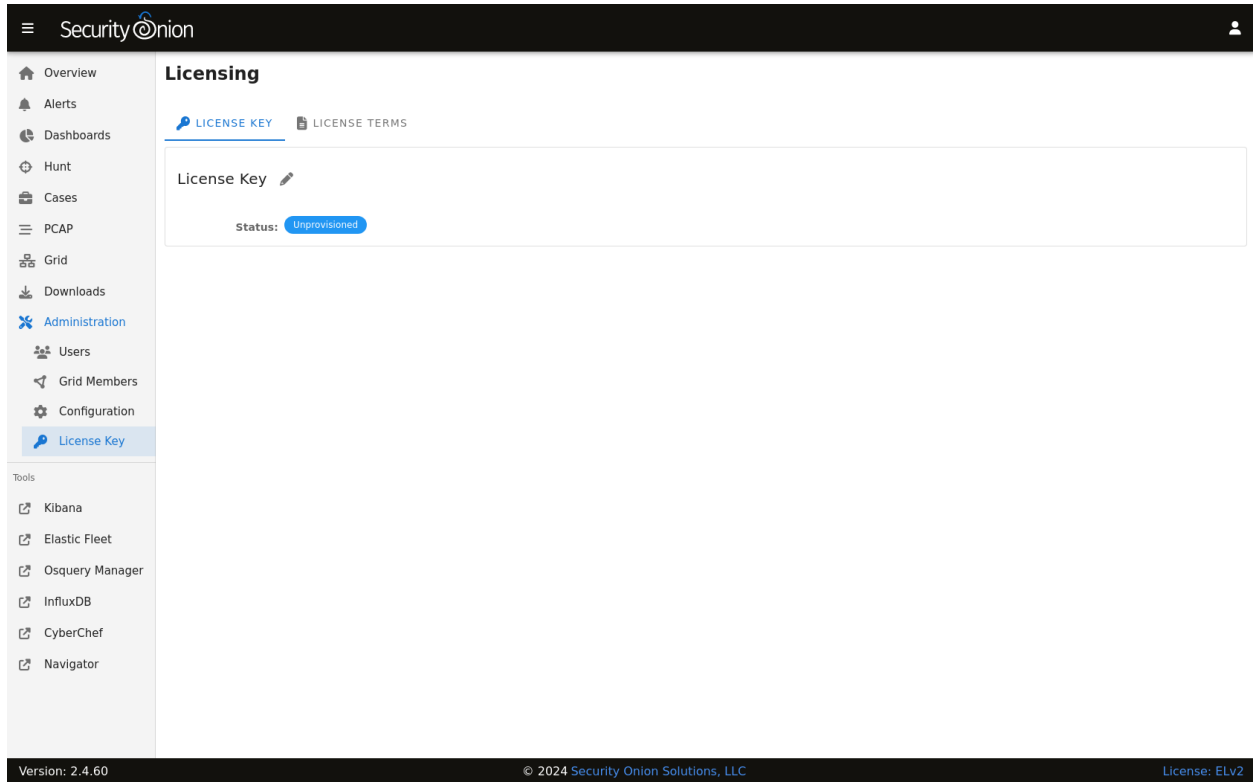 Security Onion
Overview
Alerts
Dashboards
Hunt
Cases
PCAP
Grid
Downloads
Administration
Users
Grid Members
Configuration
License Key
Tools
Kibana
Elastic Fleet
Osquery Manager
InfluxDB
CyberChef
Navigator
Licensing
LICENSE KEY LICENSE TERMS
License Key
Status: Unprovisioned
Version: 2.4.60 © 2024 Security Onion Solutions, LLC License: ELv2